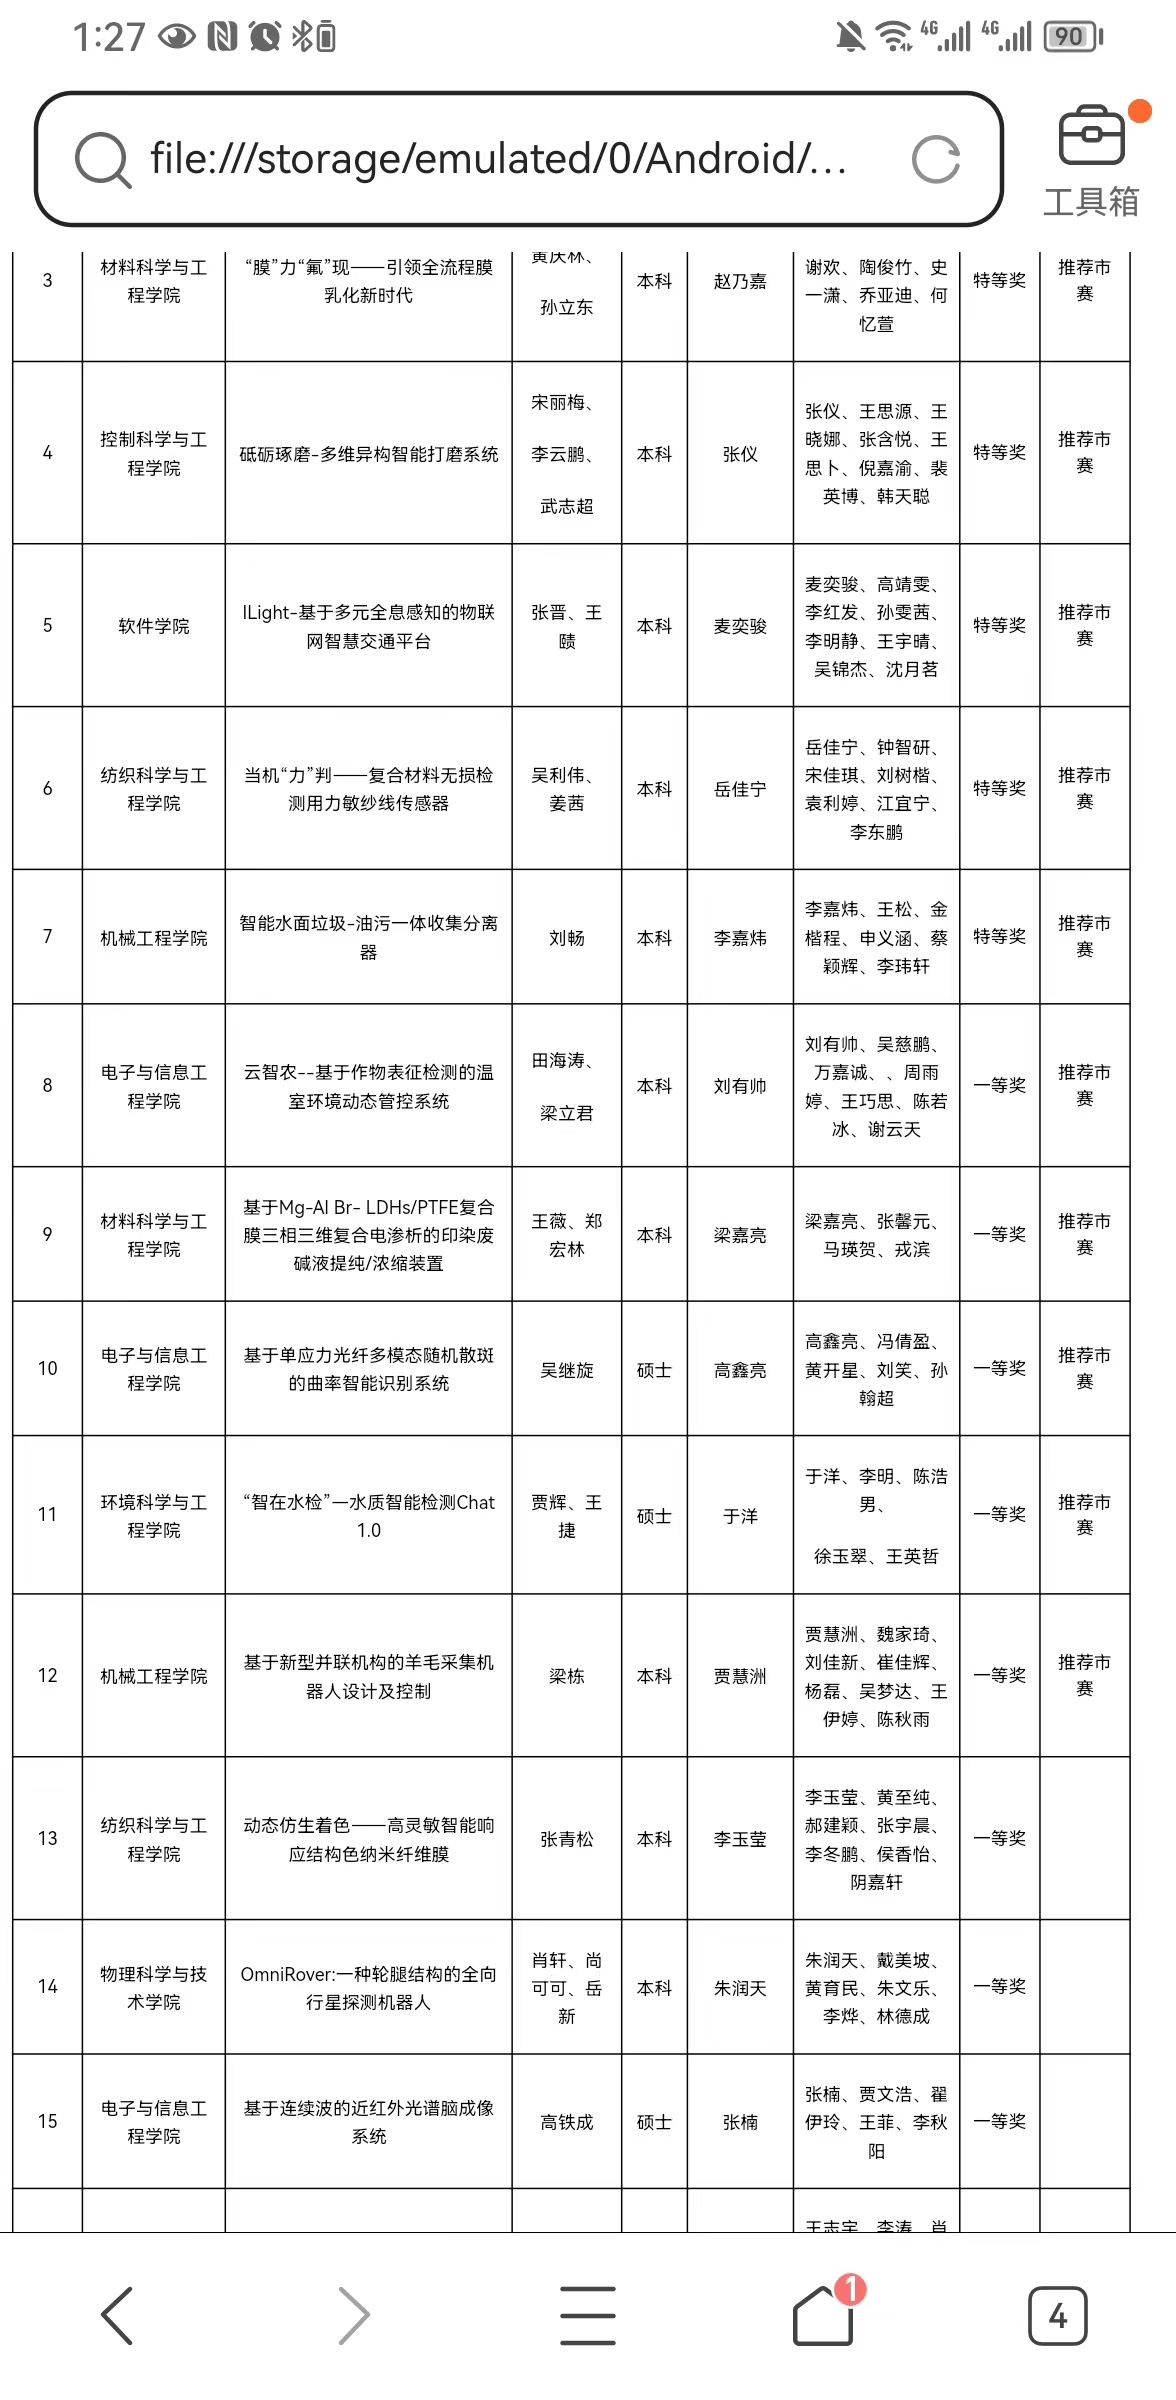 1:27
4G 4G 90
file:///storage/emulated/0/Android/...
工具箱
3
材料科学与工
程学院
“膜”力“氟”现——引领全流程膜
乳化新时代
黄庆林、
孙立东
本科
赵乃嘉
谢欢、陶俊竹、史
一潇、乔亚迪、何
忆萱
特等奖
推荐市
赛
4
控制科学与工
程学院
砥砺琢磨-多维异构智能打磨系统
宋丽梅、
李云鹏、
武志超
本科
张仪
张仪、王思源、王
晓娜、张含悦、王
思卜、倪嘉渝、裴
英博、韩天聪
特等奖
推荐市
赛
5
软件学院
ILight-基于多元全息感知的物联
网智慧交通平台
张晋、王
赜
本科
麦奕骏
麦奕骏、高靖雯、
李红发、孙雯茜、
李明静、王宇晴、
吴锦杰、沈月茗
特等奖
推荐市
赛
6
纺织科学与工
程学院
当机“力”判——复合材料无损检
测用力敏纱线传感器
吴利伟、
姜茜
本科
岳佳宁
岳佳宁、钟智研、
宋佳琪、刘树楷、
袁利婷、江宜宁、
李东鹏
特等奖
推荐市
赛
7
机械工程学院
智能水面垃圾-油污一体收集分离
器
刘畅
本科
李嘉炜
李嘉炜、王松、金
楷程、申义涵、蔡
颖辉、李玮轩
特等奖
推荐市
赛
8
电子与信息工
程学院
云智农--基于作物表征检测的温
室环境动态管控系统
田海涛、
梁立君
本科
刘有帅
刘有帅、吴慈鹏、
万嘉诚、、周雨
婷、王巧思、陈若
冰、谢云天
一等奖
推荐市
赛
9
材料科学与工
程学院
基于Mg-Al Br- LDHs/PTFE复合
膜三相三维复合电渗析的印染废
碱液提纯/浓缩装置
王薇、郑
宏林
本科
梁嘉亮
梁嘉亮、张馨元、
马瑛贺、戎滨
一等奖
推荐市
赛
10
电子与信息工
程学院
基于单应力光纤多模态随机散斑
的曲率智能识别系统
吴继旋
硕士
高鑫亮
高鑫亮、冯倩盈、
黄开星、刘笑、孙
翰超
一等奖
推荐市
赛
11
环境科学与工
程学院
“智在水检”—水质智能检测Chat
1.0
贾辉、王
捷
硕士
于洋
于洋、李明、陈浩
男、
徐玉翠、王英哲
一等奖
推荐市
赛
12
机械工程学院
基于新型并联机构的羊毛采集机
器人设计及控制
梁栋
本科
贾慧洲
贾慧洲、魏家琦、
刘佳新、崔佳辉、
杨磊、吴梦达、王
伊婷、陈秋雨
一等奖
推荐市
赛
13
纺织科学与工
程学院
动态仿生着色——高灵敏智能响
应结构色纳米纤维膜
张青松
本科
李玉莹
李玉莹、黄至纯、
郝建颖、张宇晨、
李冬鹏、侯香怡、
阴嘉轩
一等奖
14
物理科学与技
术学院
OmniRover:一种轮腿结构的全向
行星探测机器人
肖轩、尚
可可、岳
新
本科
朱润天
朱润天、戴美坡、
黄育民、朱文乐、
李烨、林德成
一等奖
15
电子与信息工
程学院
基于连续波的近红外光谱脑成像
系统
高铁成
硕士
张楠
张楠、贾文浩、翟
伊玲、王菲、李秋
阳
一等奖
王志宇、李涛、肖
1
4